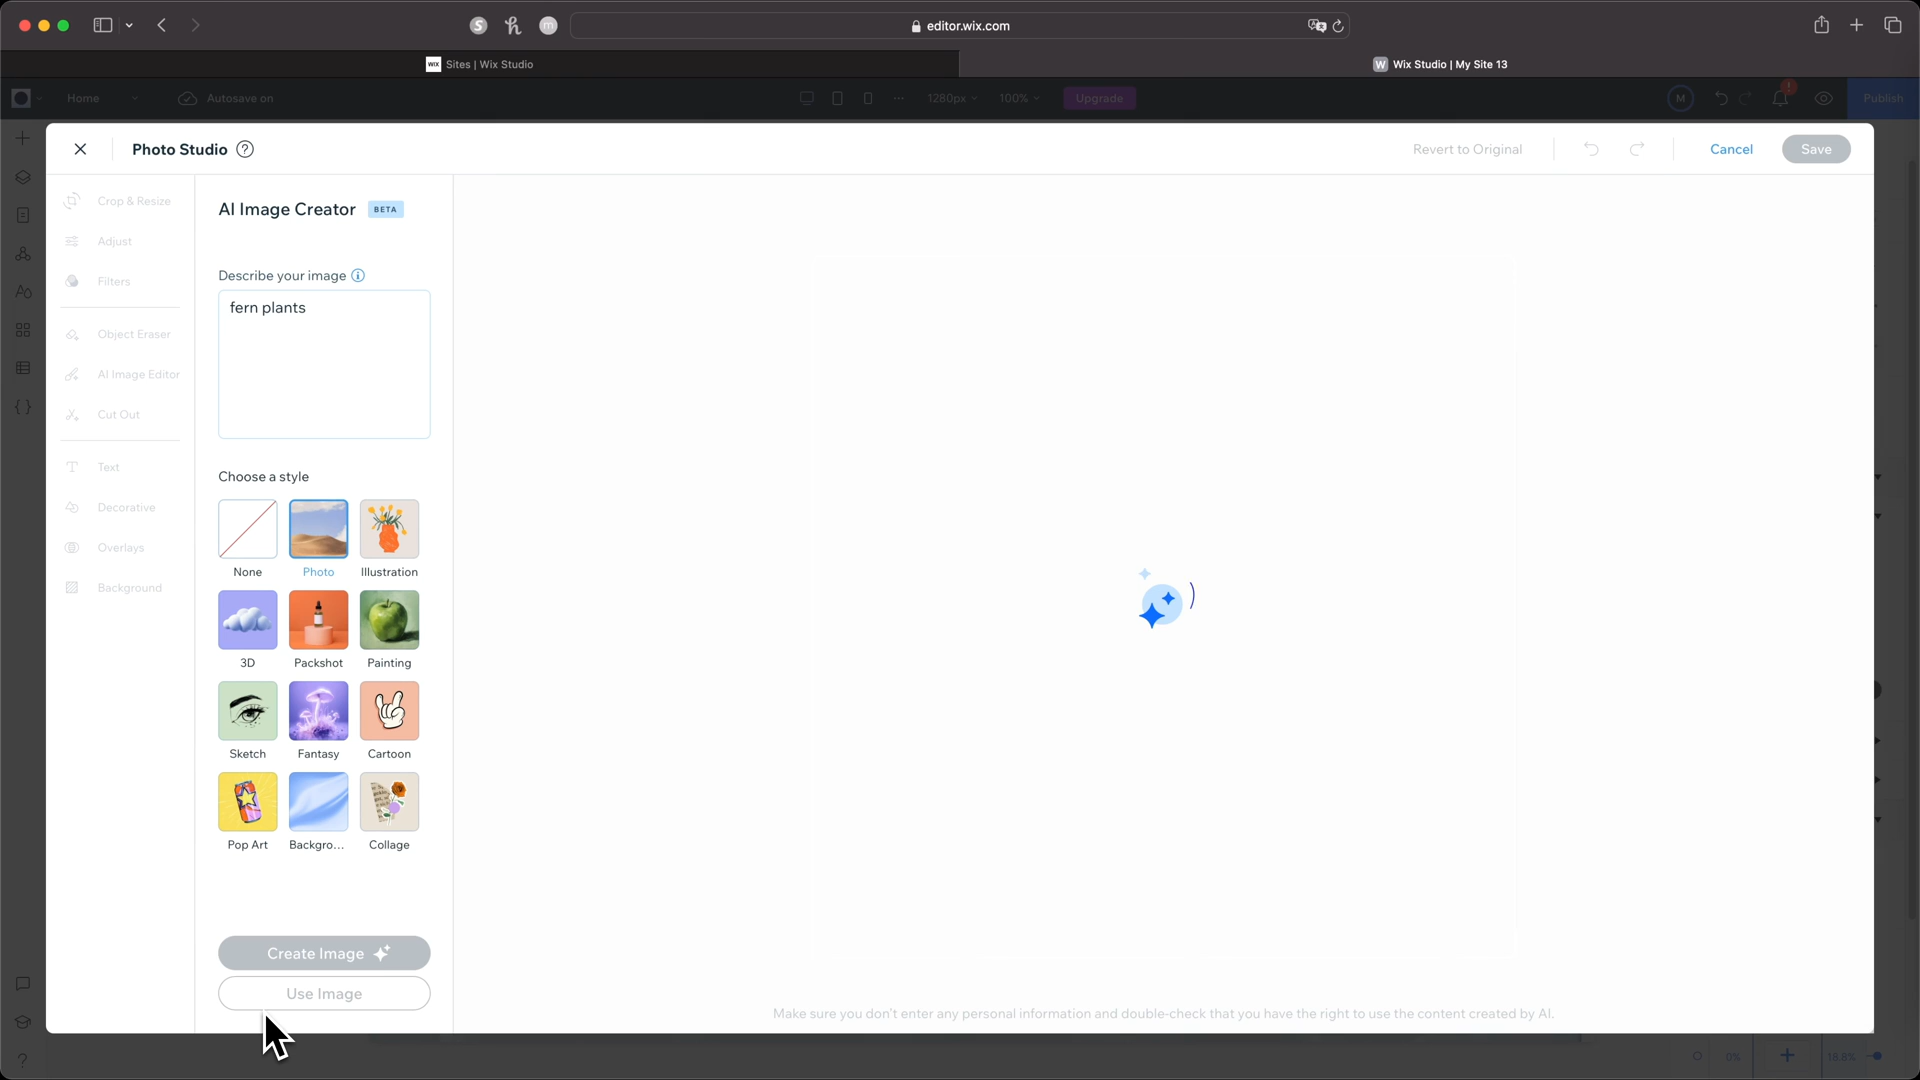 editor.wix.com
WIX Sites | Wix Studio
W Wix Studio | My Site 13
Home
Autosave on
1280px
100%
Upgrade
M
!
Publish
Photo Studio ?
Revert to Original
Cancel
Save
Crop & Resize
Adjust
Filters
Object Eraser
AI Image Editor
Cut Out
Text
Decorative
Overlays
Background
AI Image Creator BETA
Describe your image
fern plants
Choose a style
None
Photo
Illustration
3D
Packshot
Painting
Sketch
Fantasy
Cartoon
Pop Art
Backgro...
Collage
Create Image
Use Image
Make sure you don't enter any personal information and double-check that you have the right to use the content created by AI.
0%
18.8%